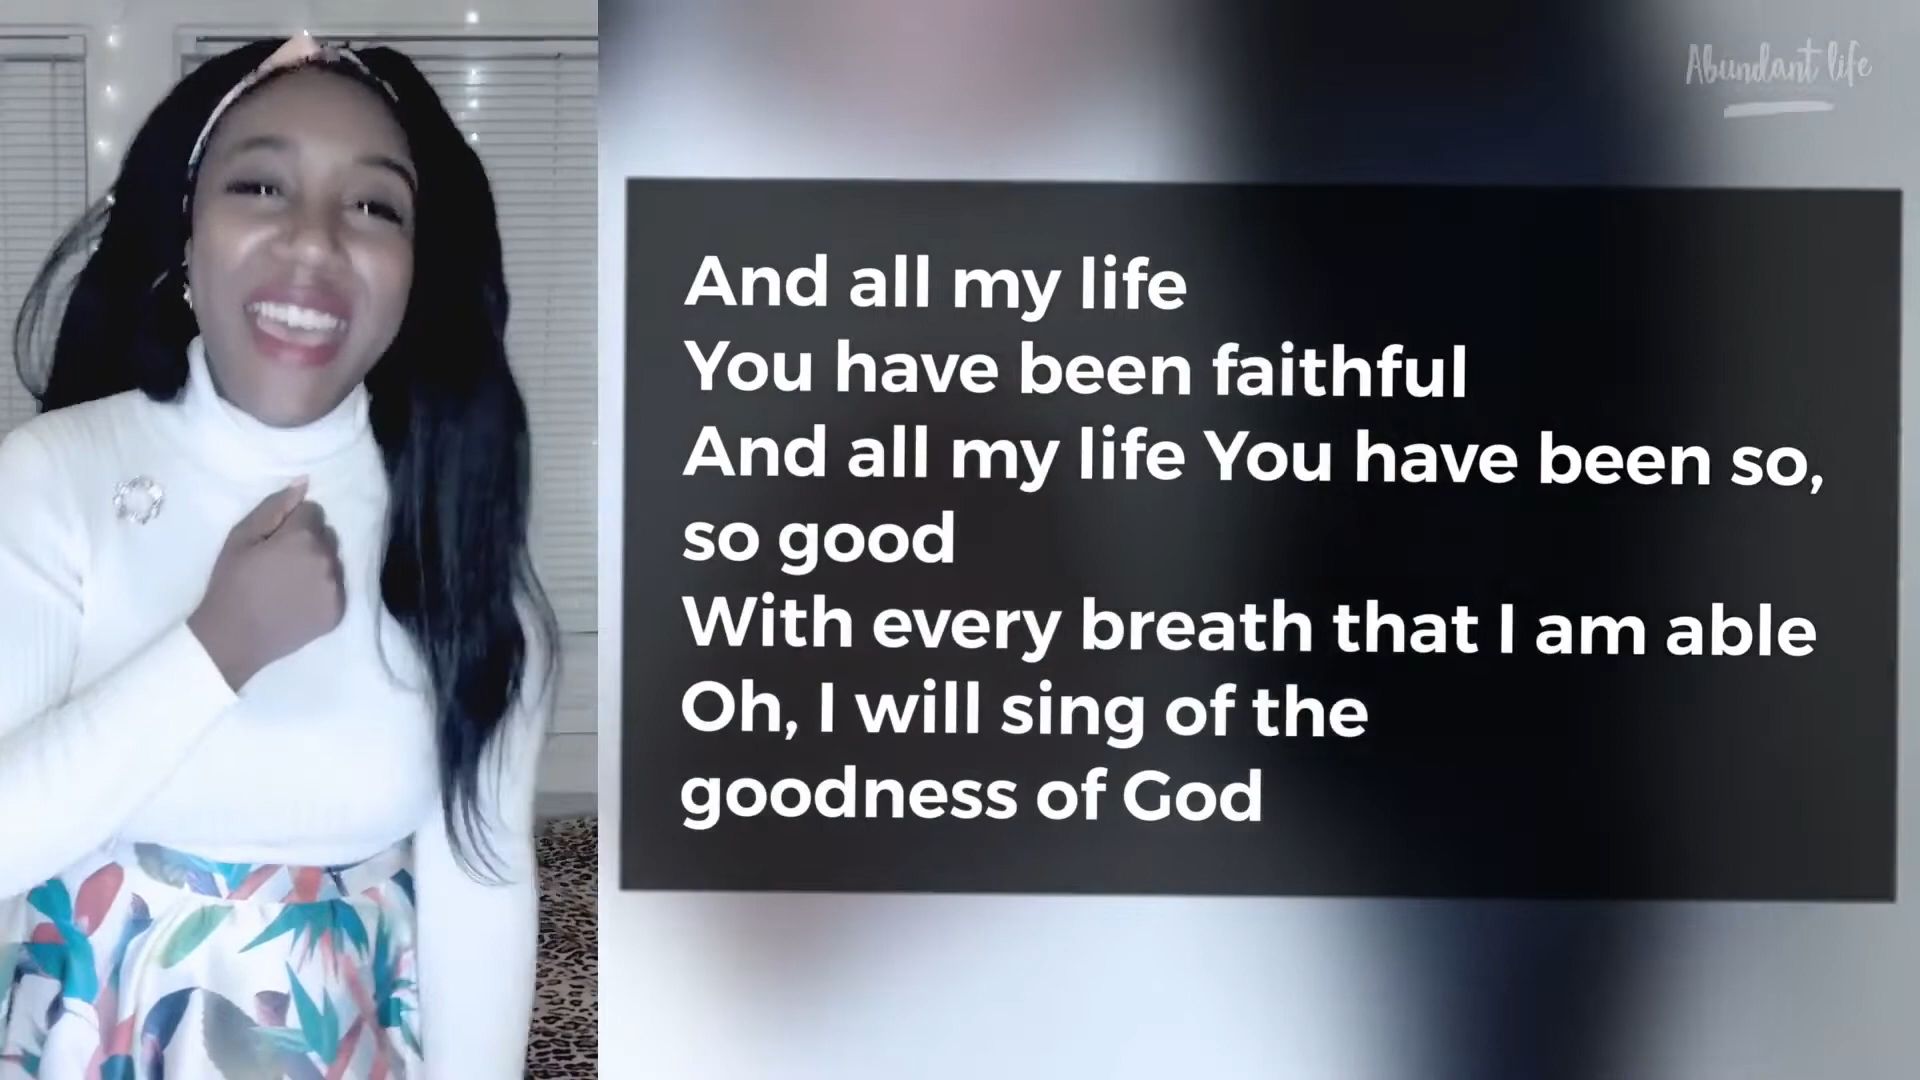 Abundant life
And all my life
You have been faithful
And all my life You have been so,
so good
With every breath that I am able
Oh, I will sing of the
goodness of God